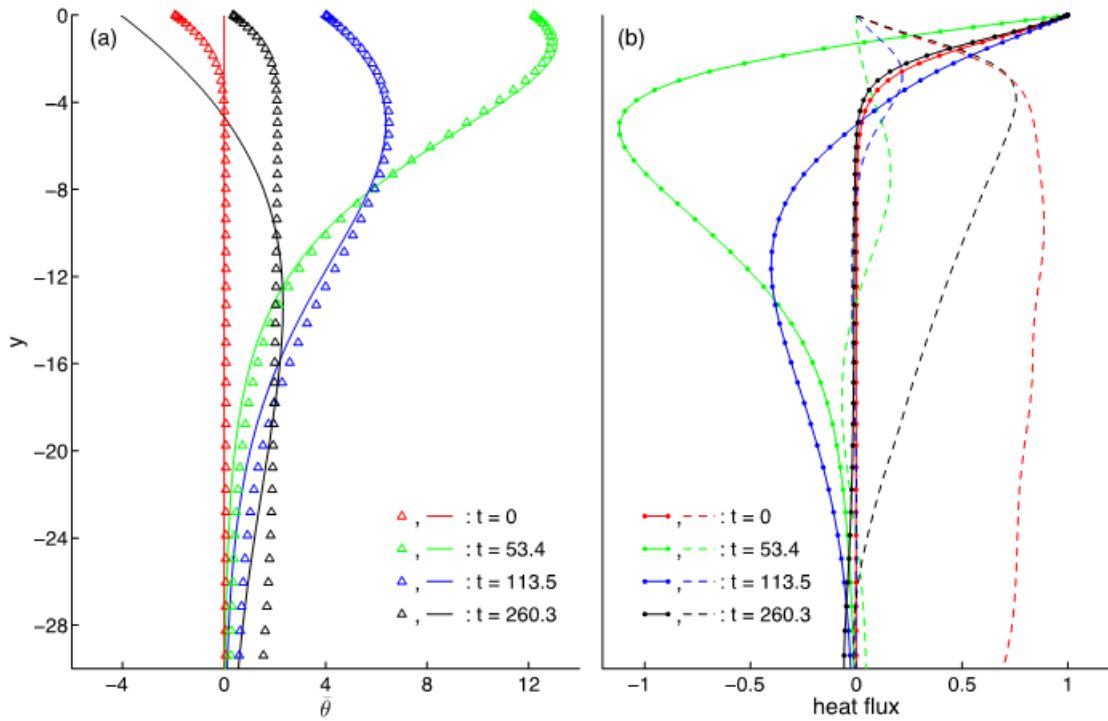 (a)
0
−4
−8
−12
−16
−20
−24
−28
y
−4 0 4 8 12
θ̄
, : t = 0
, : t = 53.4
, : t = 113.5
, : t = 260.3
(b)
, : t = 0
, : t = 53.4
, : t = 113.5
, : t = 260.3
−1 −0.5 0 0.5 1
heat flux